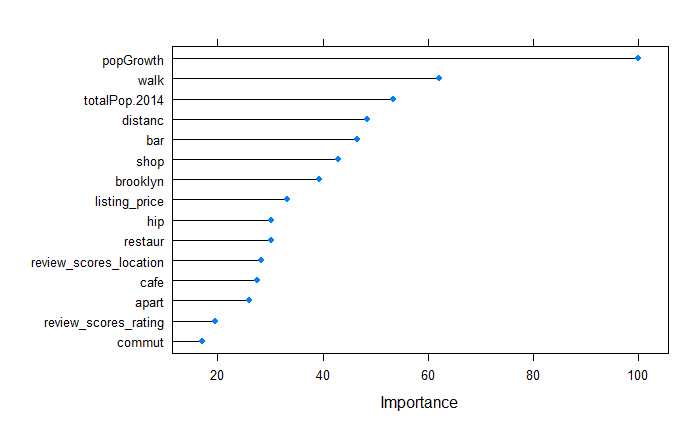 popGrowth
walk
totalPop.2014
distanc
bar
shop
brooklyn
listing_price
hip
restaur
review_scores_location
cafe
apart
review_scores_rating
commut
20 40 60 80 100
Importance